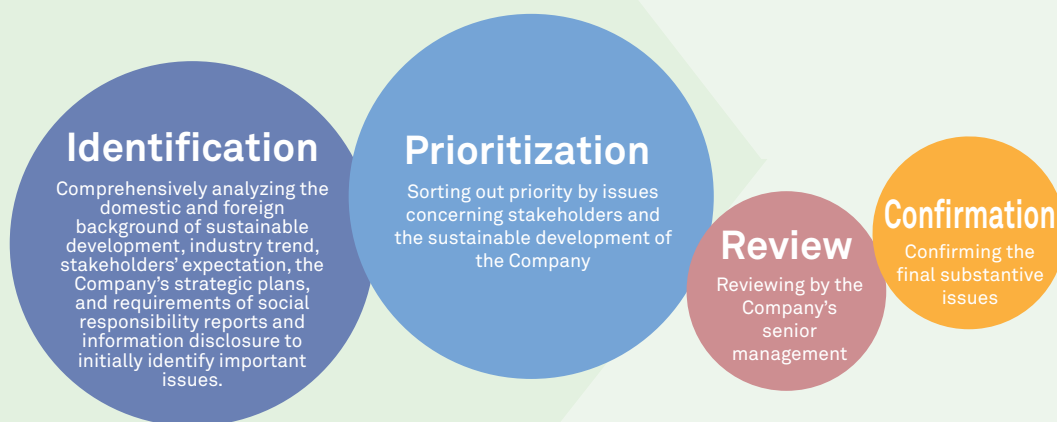 Identification
Comprehensively analyzing the
domestic and foreign
background of sustainable
development, industry trend,
stakeholders’ expectation, the
Company’s strategic plans,
and requirements of social
responsibility reports and
information disclosure to
initially identify important
issues.
Prioritization
Sorting out priority by issues
concerning stakeholders and
the sustainable development of
the Company
Review
Reviewing by the
Company’s
senior
management
Confirmation
Confirming the
final substantive
issues